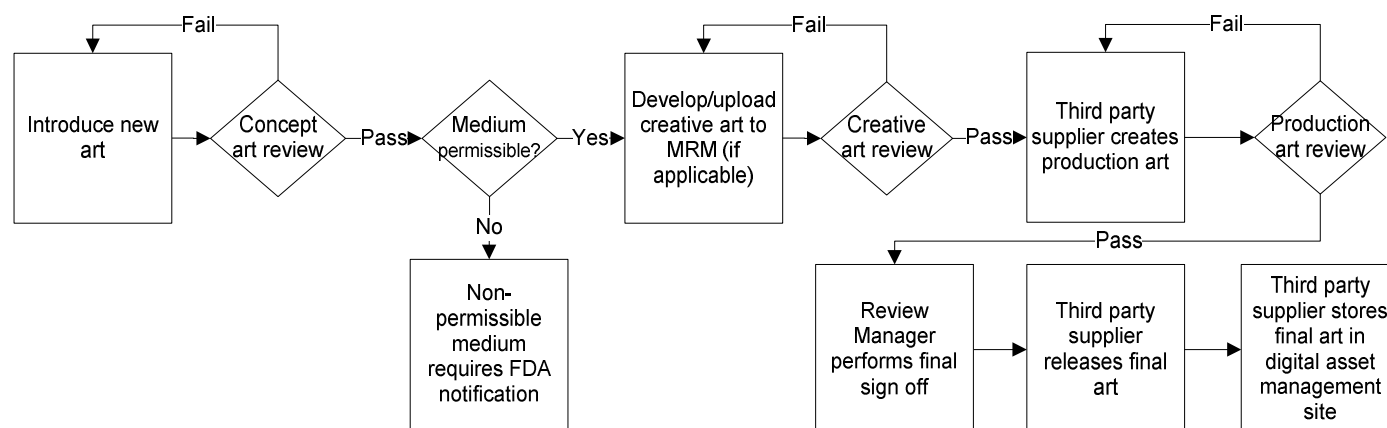 Fail
Fail
Fail
Introduce new
art
Concept
art review
Pass
Medium
permissible?
Yes
Develop/upload
creative art to
MRM (if
applicable)
Creative
art review
Pass
Third party
supplier creates
production art
Production
art review
No
Pass
Non-
permissible
medium
requires FDA
notification
Review
Manager
performs final
sign off
Third party
supplier
releases final
art
Third party
supplier stores
final art in
digital asset
management
site